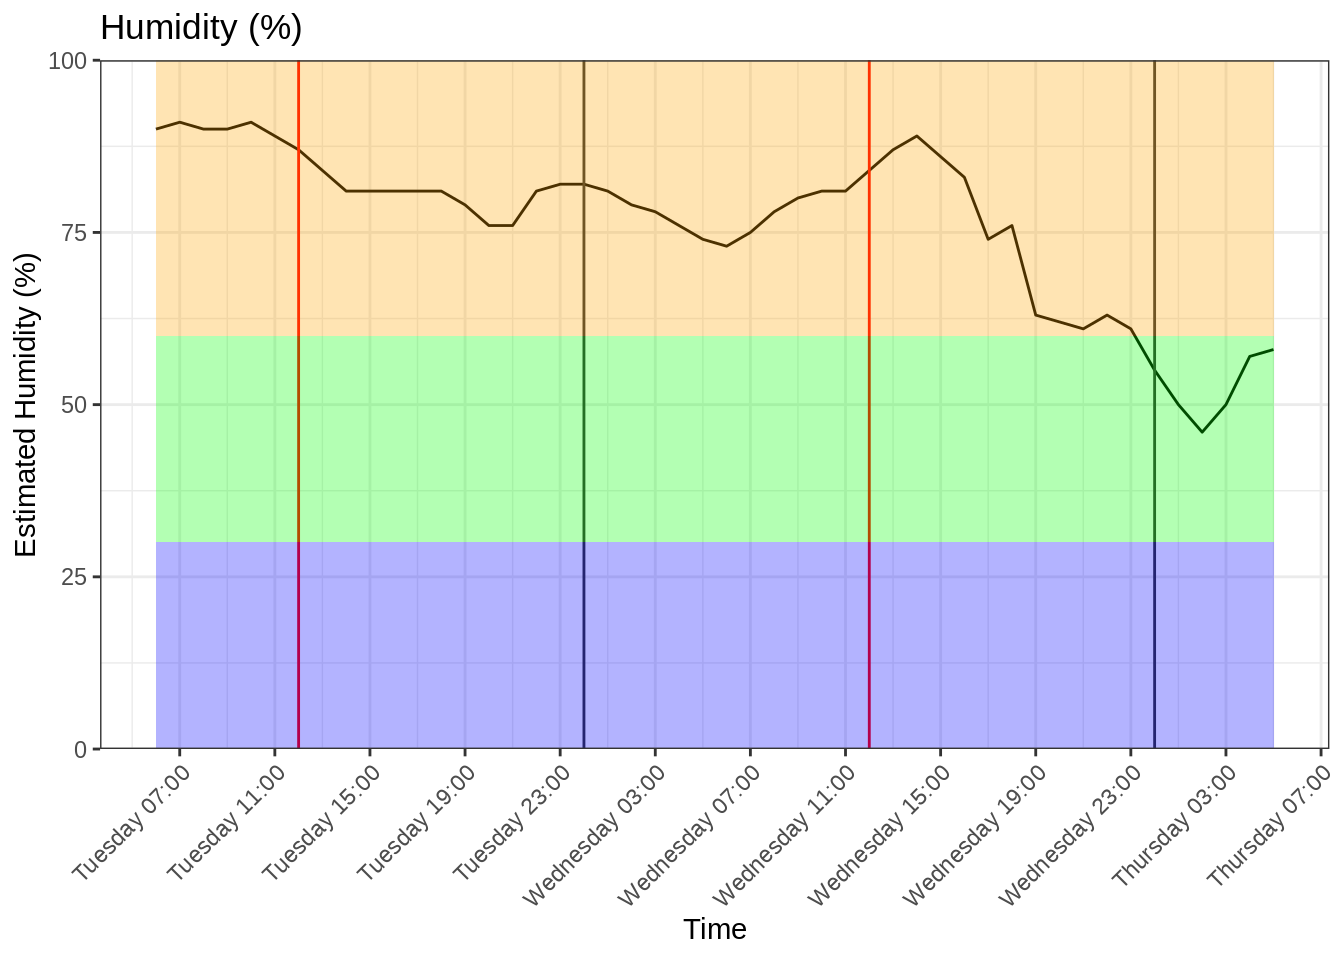 Humidity (%)
100
75
50
25
0
Estimated Humidity (%)
Tuesday 07:00
Tuesday 11:00
Tuesday 15:00
Tuesday 19:00
Tuesday 23:00
Wednesday 03:00
Wednesday 07:00
Wednesday 11:00
Wednesday 15:00
Wednesday 19:00
Wednesday 23:00
Thursday 03:00
Thursday 07:00
Time